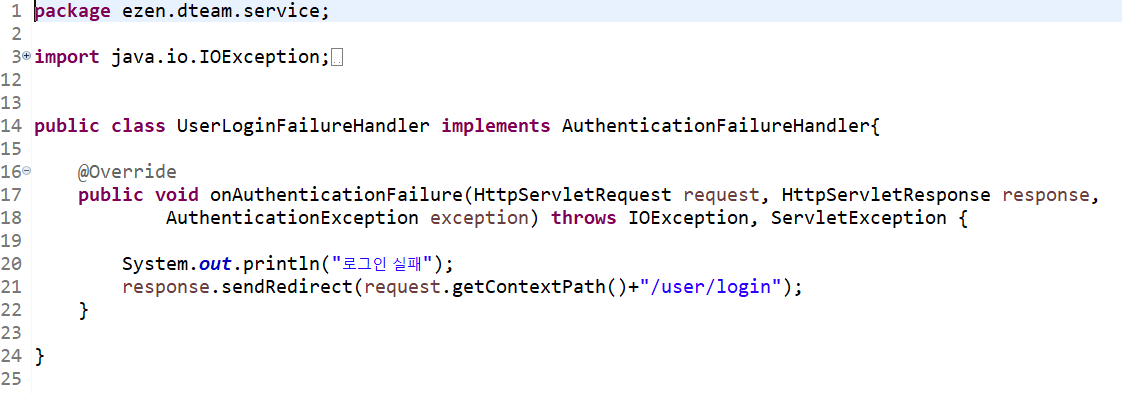 1 package ezen.dteam.service;
2
3 import java.io.IOException;
12
13
14 public class UserLoginFailureHandler implements AuthenticationFailureHandler{
15
16 @Override
17 public void onAuthenticationFailure(HttpServletRequest request, HttpServletResponse response,
18 AuthenticationException exception) throws IOException, ServletException {
19
20 System.out.println("로그인 실패");
21 response.sendRedirect(request.getContextPath()+"/user/login");
22 }
23
24 }
25